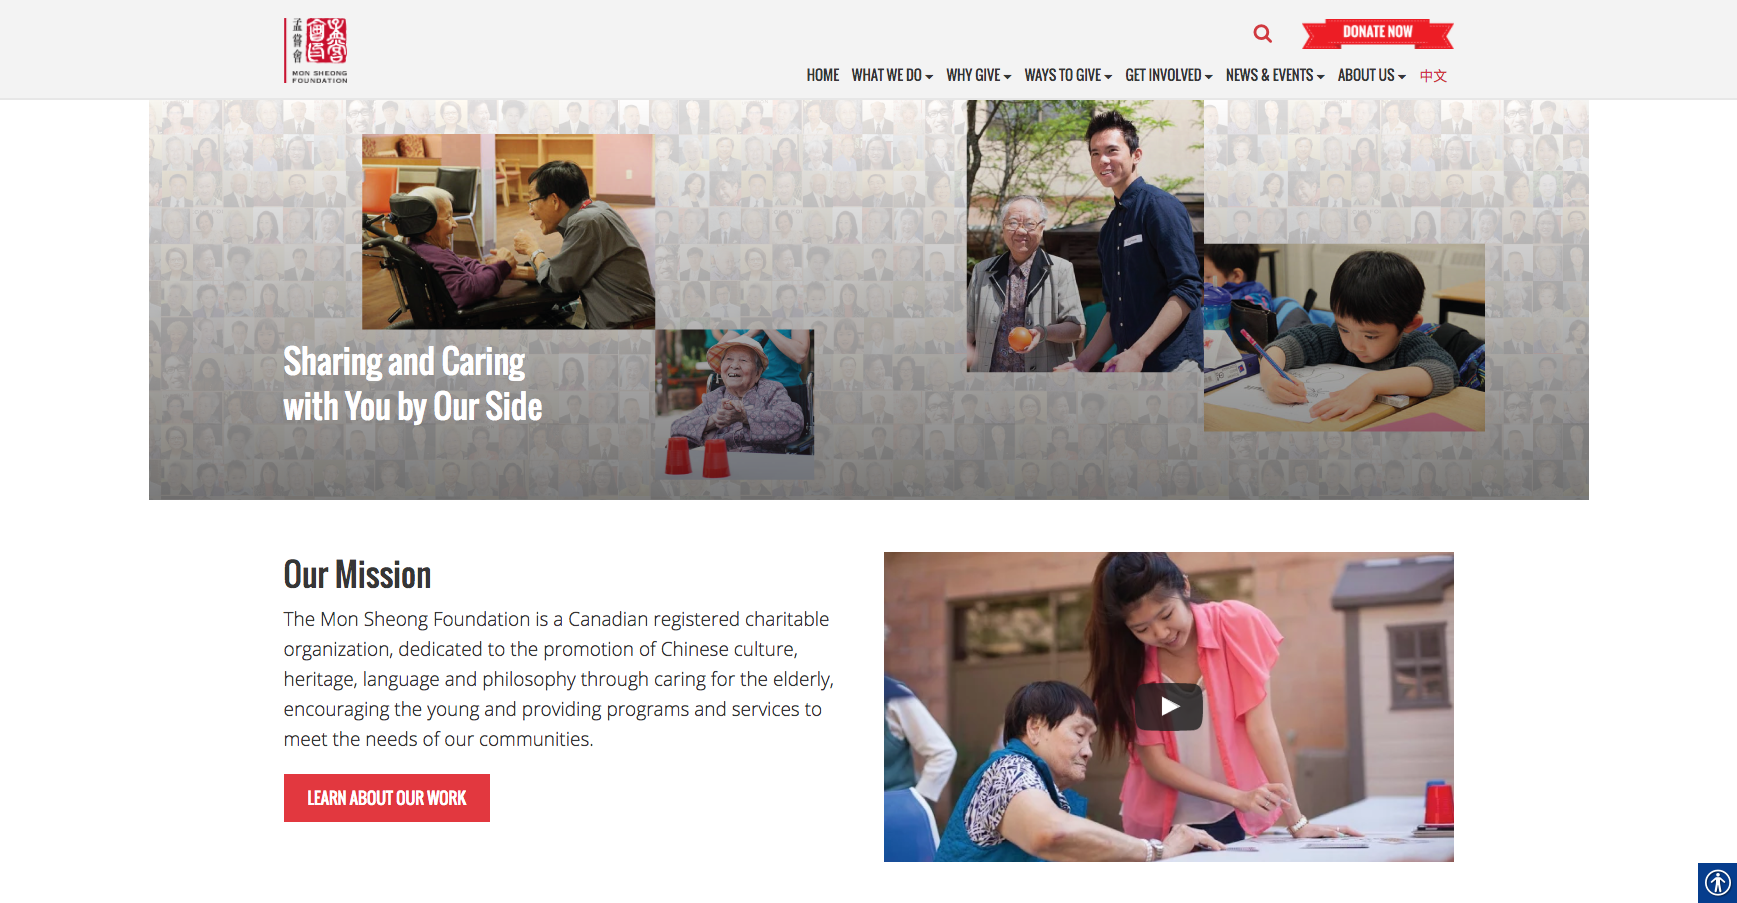 孟嘗會
MON SHEONG
FOUNDATION
DONATE NOW
HOME WHAT WE DO WHY GIVE WAYS TO GIVE GET INVOLVED NEWS & EVENTS ABOUT US 中文
Sharing and Caring
with You by Our Side
Our Mission
The Mon Sheong Foundation is a Canadian registered charitable
organization, dedicated to the promotion of Chinese culture,
heritage, language and philosophy through caring for the elderly,
encouraging the young and providing programs and services to
meet the needs of our communities.
LEARN ABOUT OUR WORK